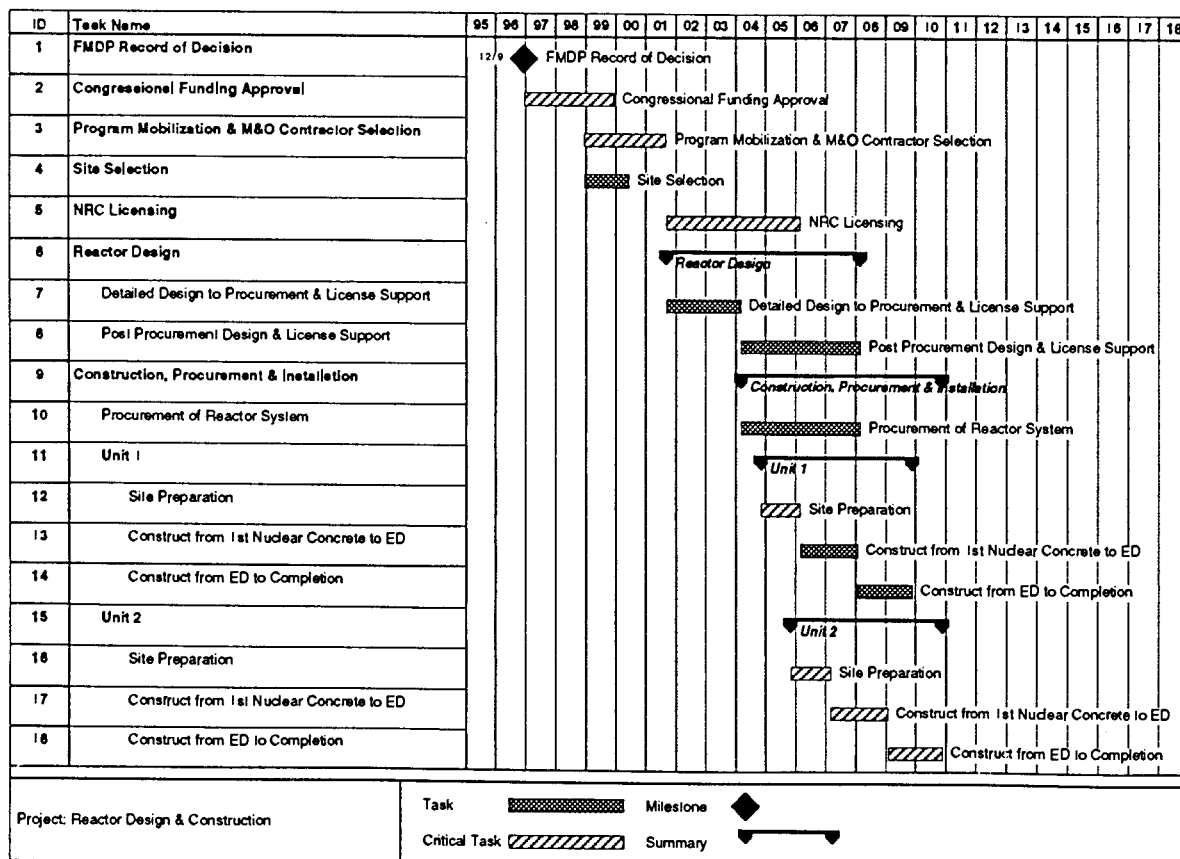 ID Task Name 95 96 97 98 99 00 01 02 03 04 05 06 07 08 09 10 11 12 13 14 15 16 17 18
1 FMDP Record of Decision 12/9 FMDP Record of Decision
2 Congressional Funding Approval Congressional Funding Approval
3 Program Mobilization & M&O Contractor Selection Program Mobilization & M&O Contractor Selection
4 Site Selection Site Selection
5 NRC Licensing NRC Licensing
6 Reactor Design Reactor Design
7 Detailed Design to Procurement & License Support Detailed Design to Procurement & License Support
8 Post Procurement Design & License Support Post Procurement Design & License Support
9 Construction, Procurement & Installation Construction, Procurement & Installation
10 Procurement of Reactor System Procurement of Reactor System
11 Unit 1 Unit 1
12 Site Preparation Site Preparation
13 Construct from 1st Nuclear Concrete to ED Construct from 1st Nuclear Concrete to ED
14 Construct from ED to Completion Construct from ED to Completion
15 Unit 2 Unit 2
16 Site Preparation Site Preparation
17 Construct from 1st Nuclear Concrete to ED Construct from 1st Nuclear Concrete to ED
18 Construct from ED to Completion Construct from ED to Completion
Project: Reactor Design & Construction
Task Milestone
Critical Task Summary